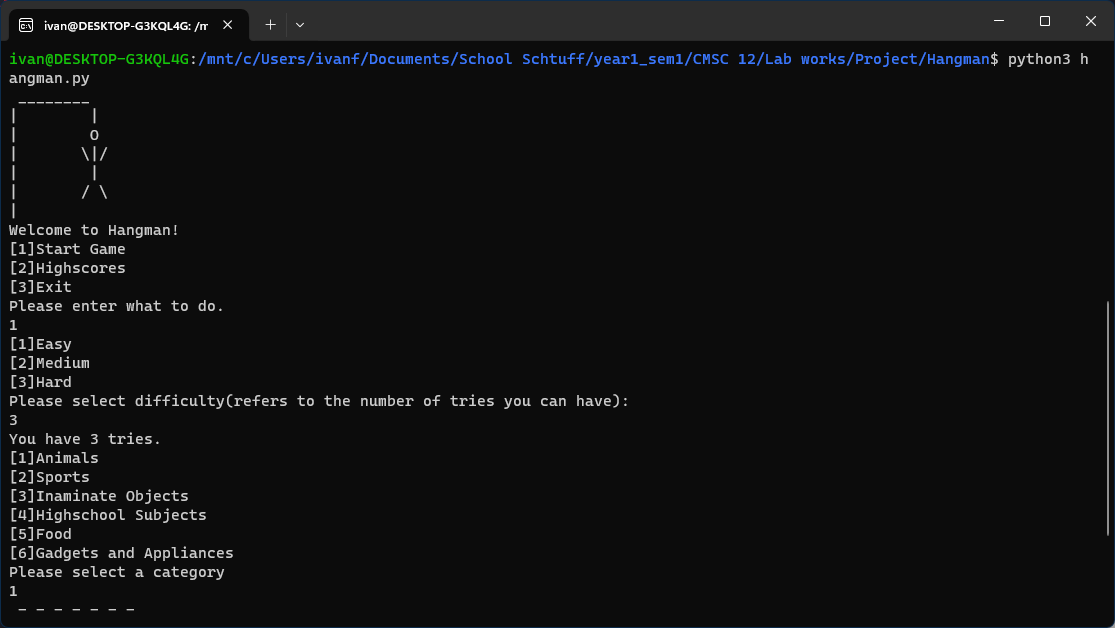 ivan@DESKTOP-G3KQL4G: /m
ivan@DESKTOP-G3KQL4G:/mnt/c/Users/ivanf/Documents/School Schtuff/year1_sem1/CMSC 12/Lab works/Project/Hangman$ python3 h
angman.py
 ________
|        |
|        O
|       \|/
|        |
|       / \
|
Welcome to Hangman!
[1]Start Game
[2]Highscores
[3]Exit
Please enter what to do.
1
[1]Easy
[2]Medium
[3]Hard
Please select difficulty(refers to the number of tries you can have):
3
You have 3 tries.
[1]Animals
[2]Sports
[3]Inaminate Objects
[4]Highschool Subjects
[5]Food
[6]Gadgets and Appliances
Please select a category
1
 _ _ _ _ _ _ _